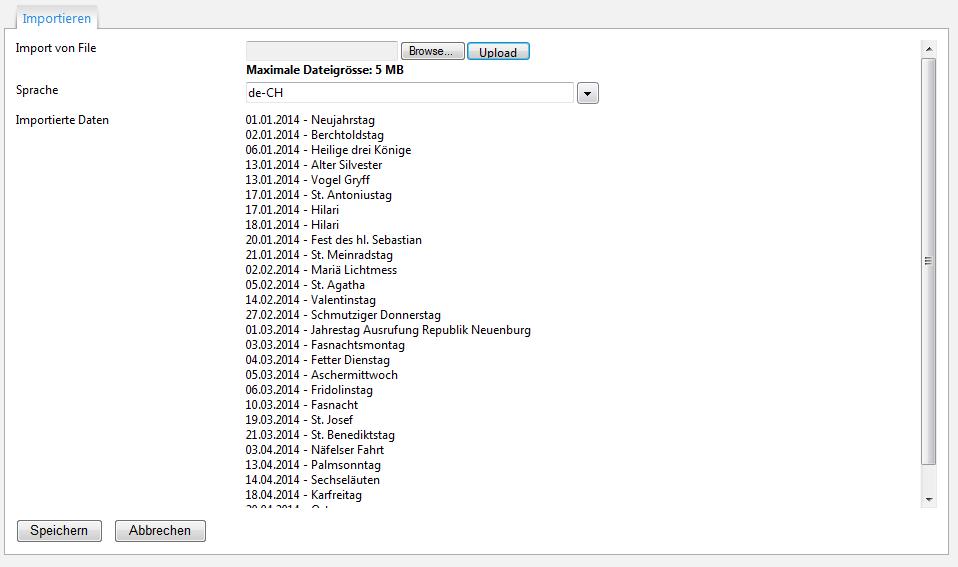 Importieren
Import von File
Browse... Upload
Maximale Dateigrösse: 5 MB
Sprache
de-CH
Importierte Daten
01.01.2014 - Neujahrstag
02.01.2014 - Berchtoldstag
06.01.2014 - Heilige drei Könige
13.01.2014 - Alter Silvester
13.01.2014 - Vogel Gryff
17.01.2014 - St. Antoniustag
17.01.2014 - Hilari
18.01.2014 - Hilari
20.01.2014 - Fest des hl. Sebastian
21.01.2014 - St. Meinradstag
02.02.2014 - Mariä Lichtmess
05.02.2014 - St. Agatha
14.02.2014 - Valentinstag
27.02.2014 - Schmutziger Donnerstag
01.03.2014 - Jahrestag Ausrufung Republik Neuenburg
03.03.2014 - Fasnachtsmontag
04.03.2014 - Fetter Dienstag
05.03.2014 - Aschermittwoch
06.03.2014 - Fridolinstag
10.03.2014 - Fasnacht
19.03.2014 - St. Josef
21.03.2014 - St. Benediktstag
03.04.2014 - Näfelser Fahrt
13.04.2014 - Palmsonntag
14.04.2014 - Sechseläuten
18.04.2014 - Karfreitag
Speichern Abbrechen